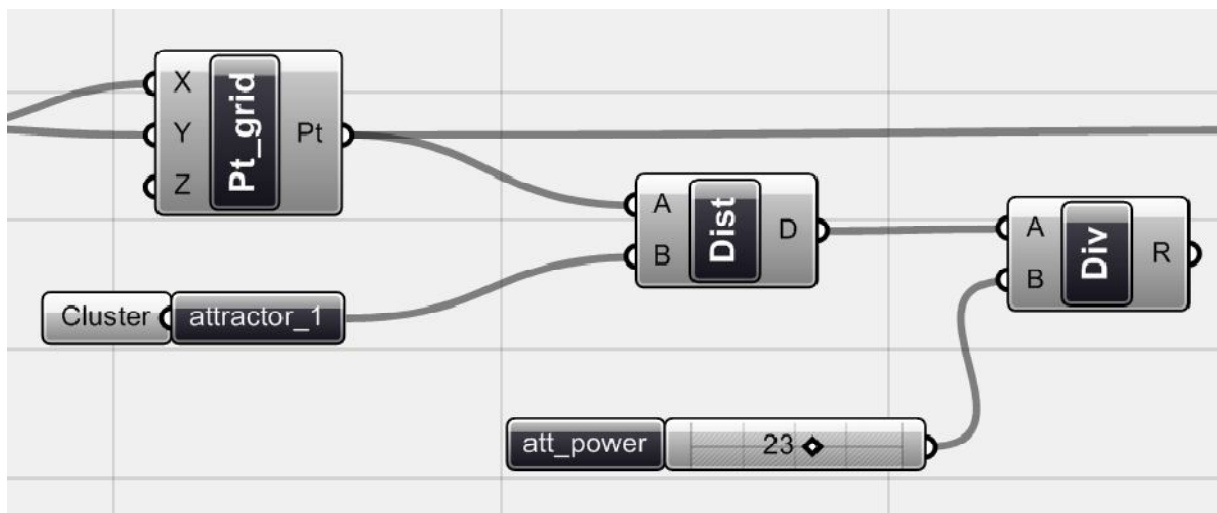 X
Y
Z
Pt_grid
Pt
Cluster
attractor_1
A
B
Dist
D
att_power
23
A
B
Div
R